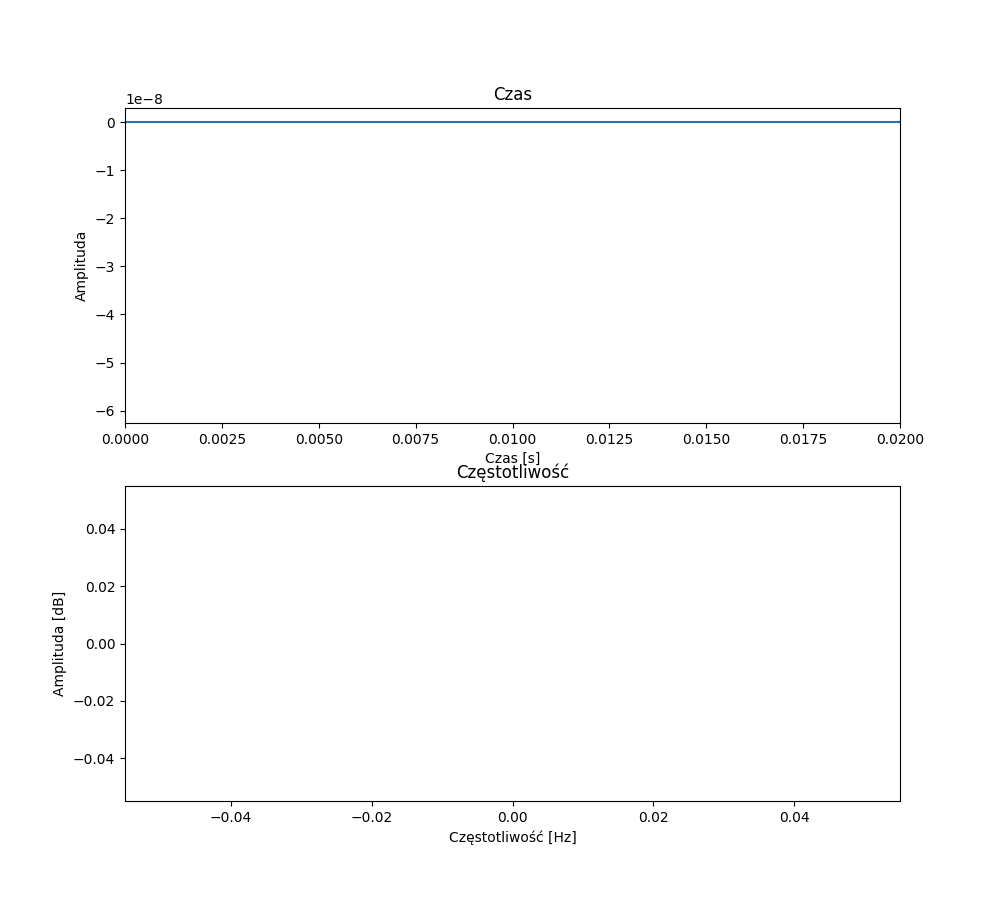 Czas
1e−8
0
−1
−2
−3
−4
−5
−6
Amplituda
0.0000 0.0025 0.0050 0.0075 0.0100 0.0125 0.0150 0.0175 0.0200
Czas [s]
Częstotliwość
0.04
0.02
0.00
−0.02
−0.04
Amplituda [dB]
−0.04 −0.02 0.00 0.02 0.04
Częstotliwość [Hz]